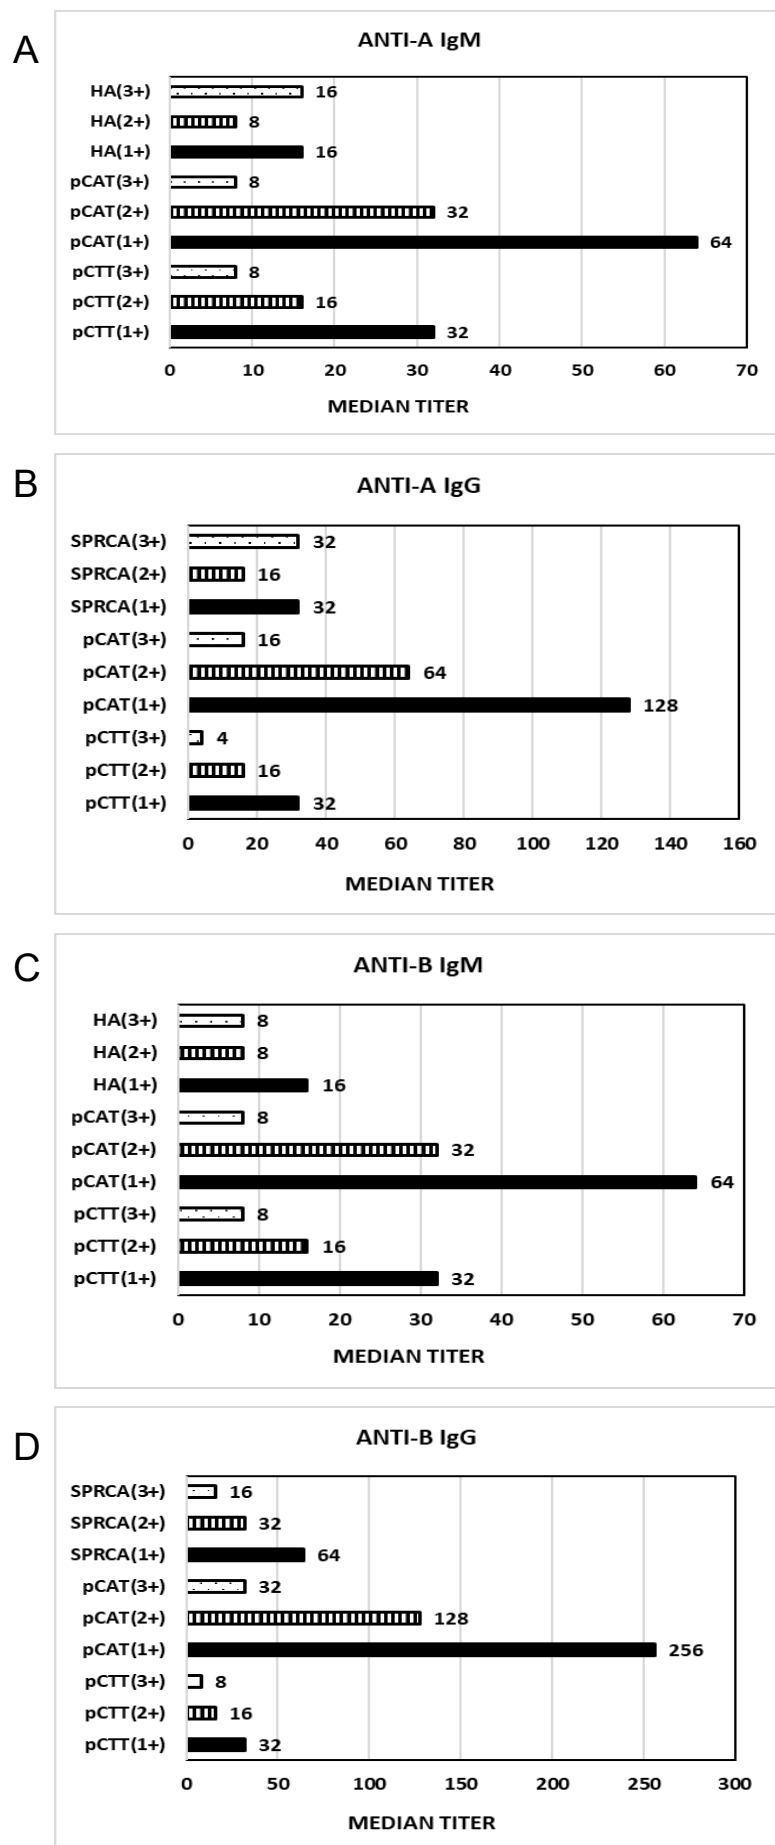 A
ANTI-A IgM
HA(3+) 16
HA(2+) 8
HA(1+) 16
pCAT(3+) 8
pCAT(2+) 32
pCAT(1+) 64
pCTT(3+) 8
pCTT(2+) 16
pCTT(1+) 32
0 10 20 30 40 50 60 70
MEDIAN TITER
B
ANTI-A IgG
SPRCA(3+) 32
SPRCA(2+) 16
SPRCA(1+) 32
pCAT(3+) 16
pCAT(2+) 64
pCAT(1+) 128
pCTT(3+) 4
pCTT(2+) 16
pCTT(1+) 32
0 20 40 60 80 100 120 140 160
MEDIAN TITER
C
ANTI-B IgM
HA(3+) 8
HA(2+) 8
HA(1+) 16
pCAT(3+) 8
pCAT(2+) 32
pCAT(1+) 64
pCTT(3+) 8
pCTT(2+) 16
pCTT(1+) 32
0 10 20 30 40 50 60 70
MEDIAN TITER
D
ANTI-B IgG
SPRCA(3+) 16
SPRCA(2+) 32
SPRCA(1+) 64
pCAT(3+) 32
pCAT(2+) 128
pCAT(1+) 256
pCTT(3+) 8
pCTT(2+) 16
pCTT(1+) 32
0 50 100 150 200 250 300
MEDIAN TITER